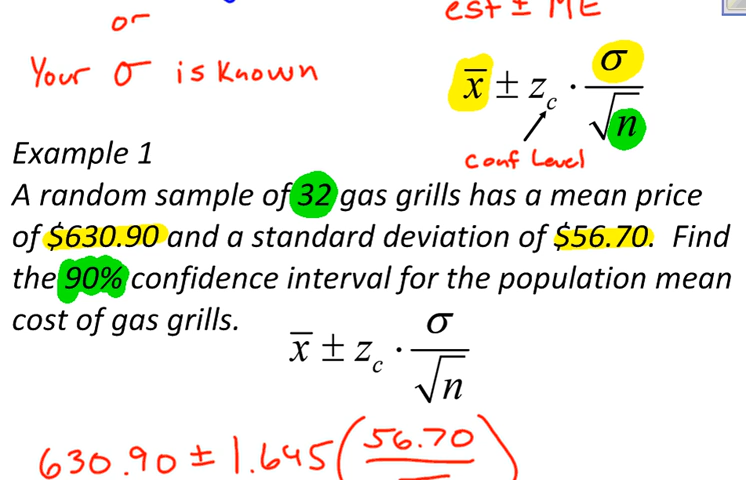 or
est ± ME
Your σ is Known
x̄ ± z_c · σ/√n
Conf Level
Example 1
A random sample of 32 gas grills has a mean price
of $630.90 and a standard deviation of $56.70. Find
the 90% confidence interval for the population mean
cost of gas grills.
x̄ ± z_c · σ/√n
630.90 ± 1.645 (56.70